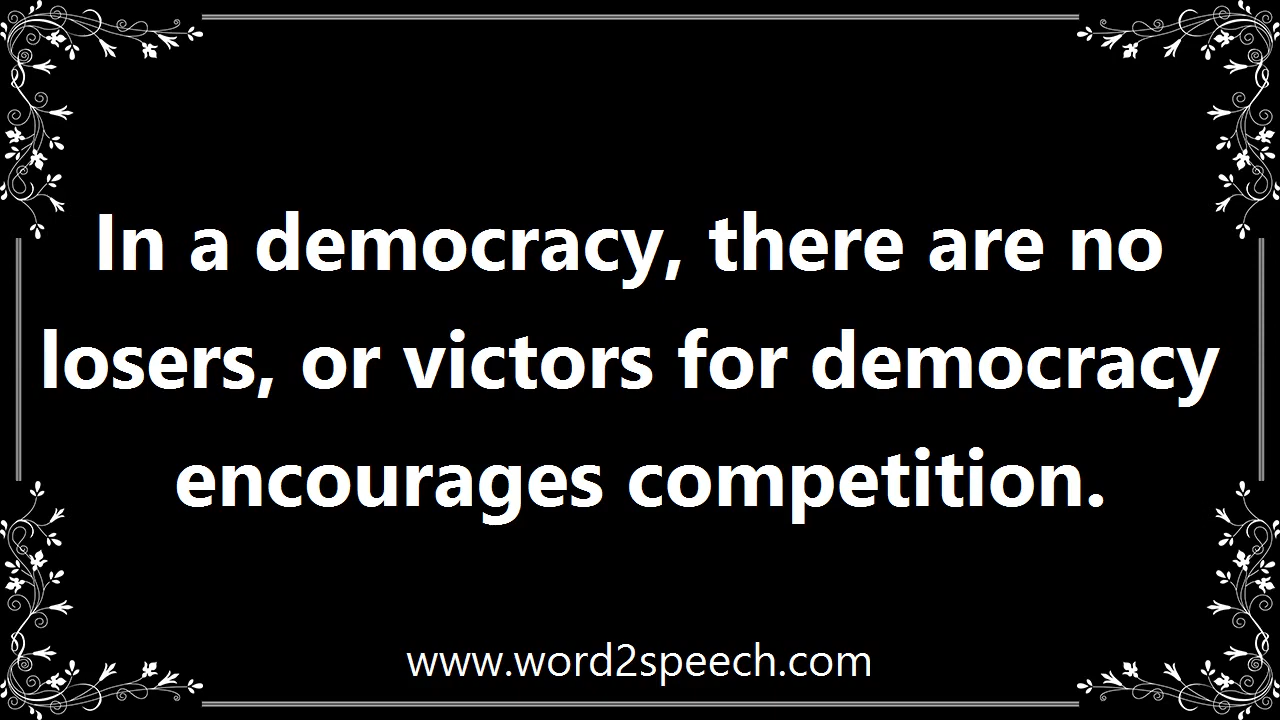 In a democracy, there are no
losers, or victors for democracy
encourages competition.
www.word2speech.com